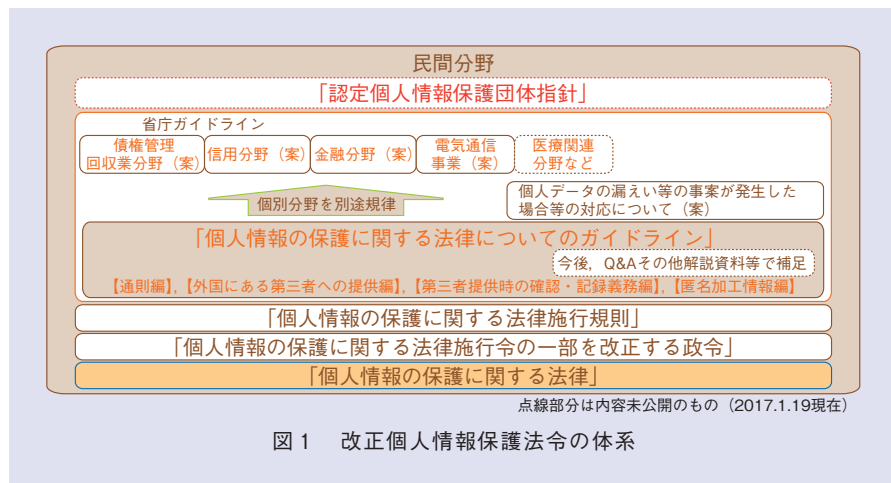 民間分野
「認定個人情報保護団体指針」
省庁ガイドライン
債権管理
回収業分野（案）
信用分野（案）
金融分野（案）
電気通信
事業（案）
医療関連
分野など
個別分野を別途規律
個人データの漏えい等の事案が発生した
場合等の対応について（案）
「個人情報の保護に関する法律についてのガイドライン」
今後，Q&Aその他解説資料等で補足
【通則編】，【外国にある第三者への提供編】，【第三者提供時の確認・記録義務編】，【匿名加工情報編】
「個人情報の保護に関する法律施行規則」
「個人情報の保護に関する法律施行令の一部を改正する政令」
「個人情報の保護に関する法律」
点線部分は内容未公開のもの（2017.1.19現在）
図1　改正個人情報保護法令の体系